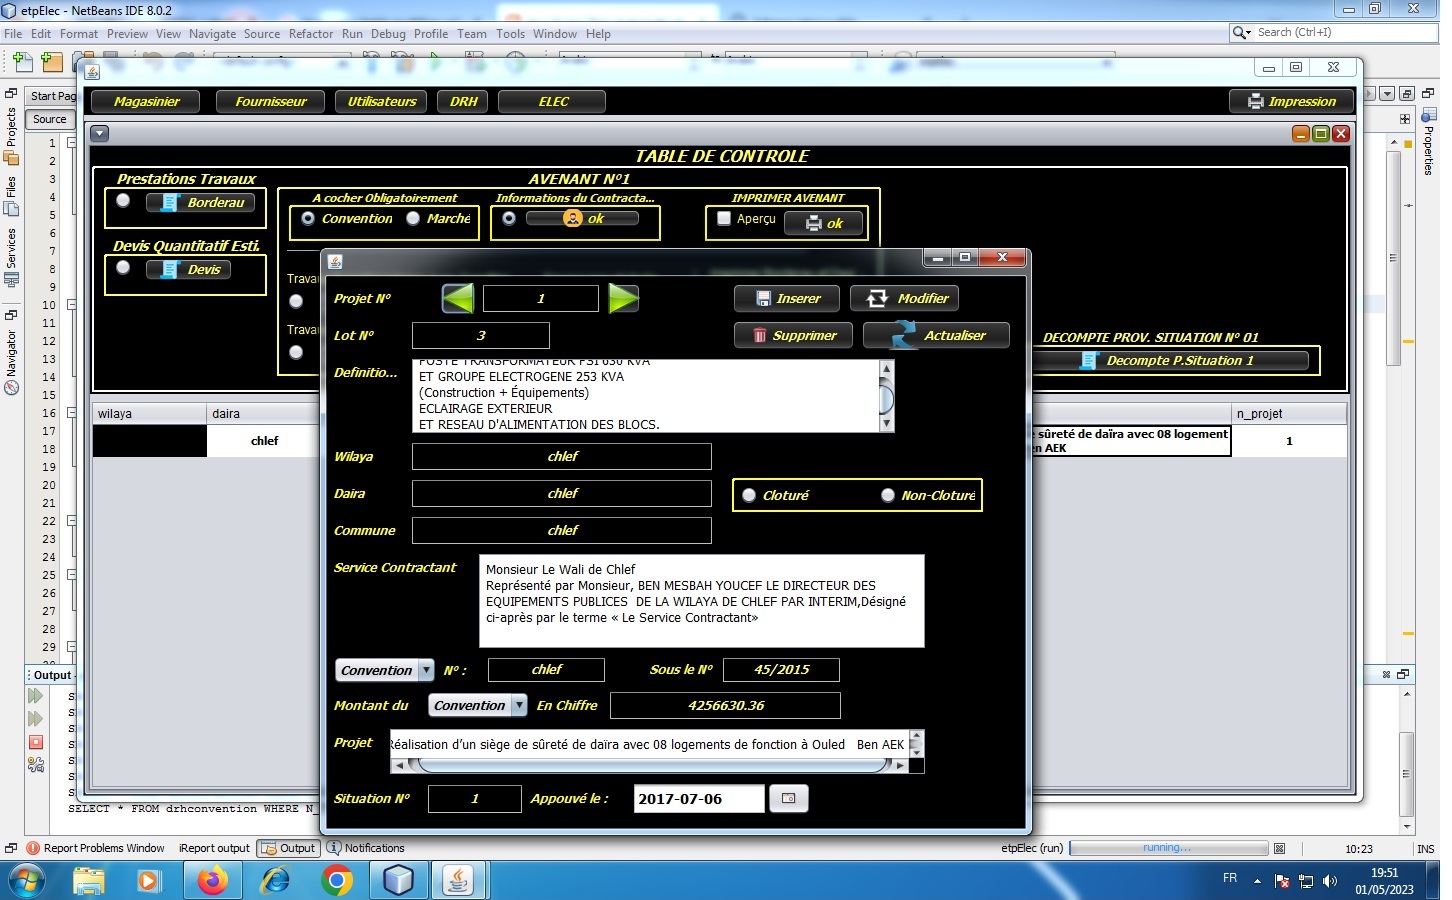 etpElec - NetBeans IDE 8.0.2
File Edit Format Preview View Navigate Source Refactor Run Debug Profile Team Tools Window Help
Search (Ctrl+I)
Start Pag
Source
Projects
Files
Services
Navigator
Properties
Magasinier Fournisseur Utilisateurs DRH ELEC Impression
TABLE DE CONTROLE
Prestations Travaux
Borderau
Devis Quantitatif Esti.
Devis
AVENANT N°1
A cocher Obligatoirement
Convention Marché
Informations du Contracta...
ok
IMPRIMER AVENANT
Aperçu ok
Travau
Travau
DECOMPTE PROV. SITUATION N° 01
Decompte P.Situation 1
wilaya daira n_projet
chlef
e sûreté de daïra avec 08 logement
en AEK
1
Projet N° 1 Inserer Modifier
Lot N° 3 Supprimer Actualiser
Definitio...
POSTE TRANSFORMATEUR PSI 630 KVA
ET GROUPE ELECTROGENE 253 KVA
(Construction + Équipements)
ECLAIRAGE EXTERIEUR
ET RESEAU D'ALIMENTATION DES BLOCS.
Wilaya chlef
Daira chlef
Cloturé Non-Cloturé
Commune chlef
Service Contractant
Monsieur Le Wali de Chlef
Représenté par Monsieur, BEN MESBAH YOUCEF LE DIRECTEUR DES
EQUIPEMENTS PUBLICES DE LA WILAYA DE CHLEF PAR INTERIM,Désigné
ci-après par le terme « Le Service Contractant»
Convention N° : chlef Sous le N° 45/2015
Montant du Convention En Chiffre 4256630.36
Projet
Réalisation d'un siège de sûreté de daïra avec 08 logements de fonction à Ouled Ben AEK
Situation N° 1 Appouvé le : 2017-07-06
1
2
3
4
5
6
7
8
9
10
11
12
13
14
15
16
17
18
19
20
21
22
23
24
25
26
27
28
29
Output -
SELECT * FROM drhconvention WHERE N_
Report Problems Window iReport output Output Notifications
etpElec (run) running... 10:23 INS
FR
19:51
01/05/2023